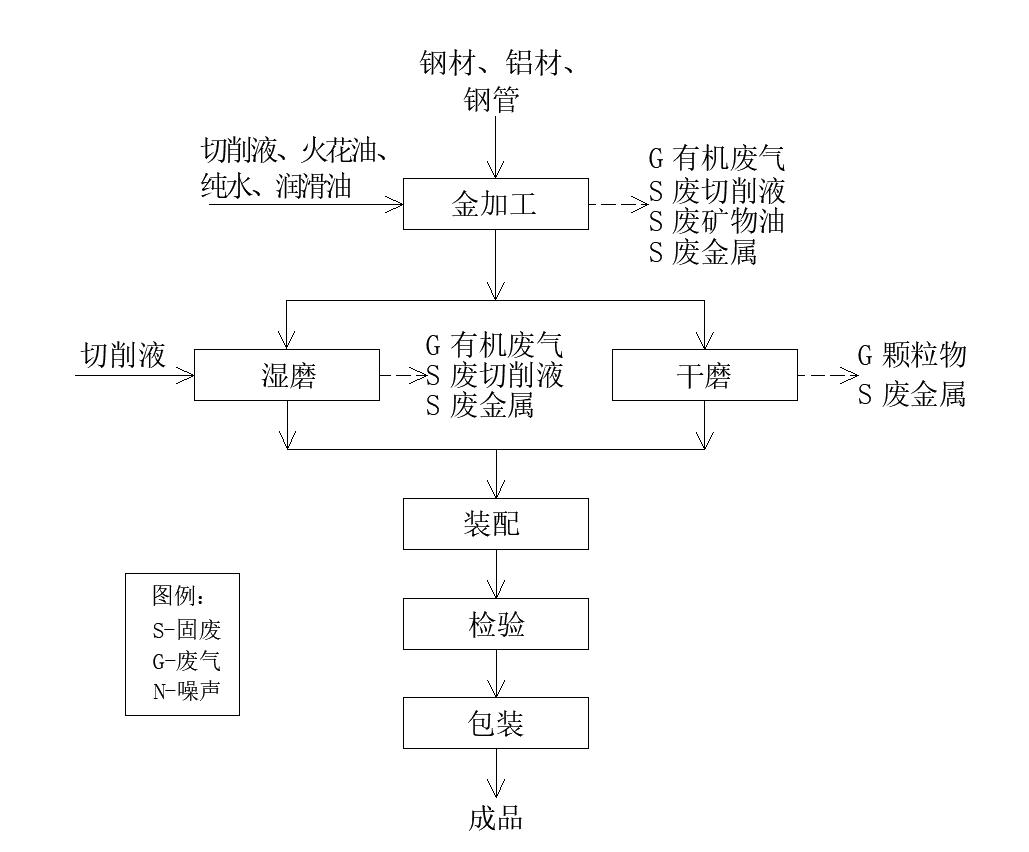 钢材、铝材、
钢管
切削液、火花油、
纯水、润滑油
金加工
G 有机废气
S 废切削液
S 废矿物油
S 废金属
切削液
湿磨
G 有机废气
S 废切削液
S 废金属
干磨
G 颗粒物
S 废金属
装配
图例：
S-固废
G-废气
N-噪声
检验
包装
成品